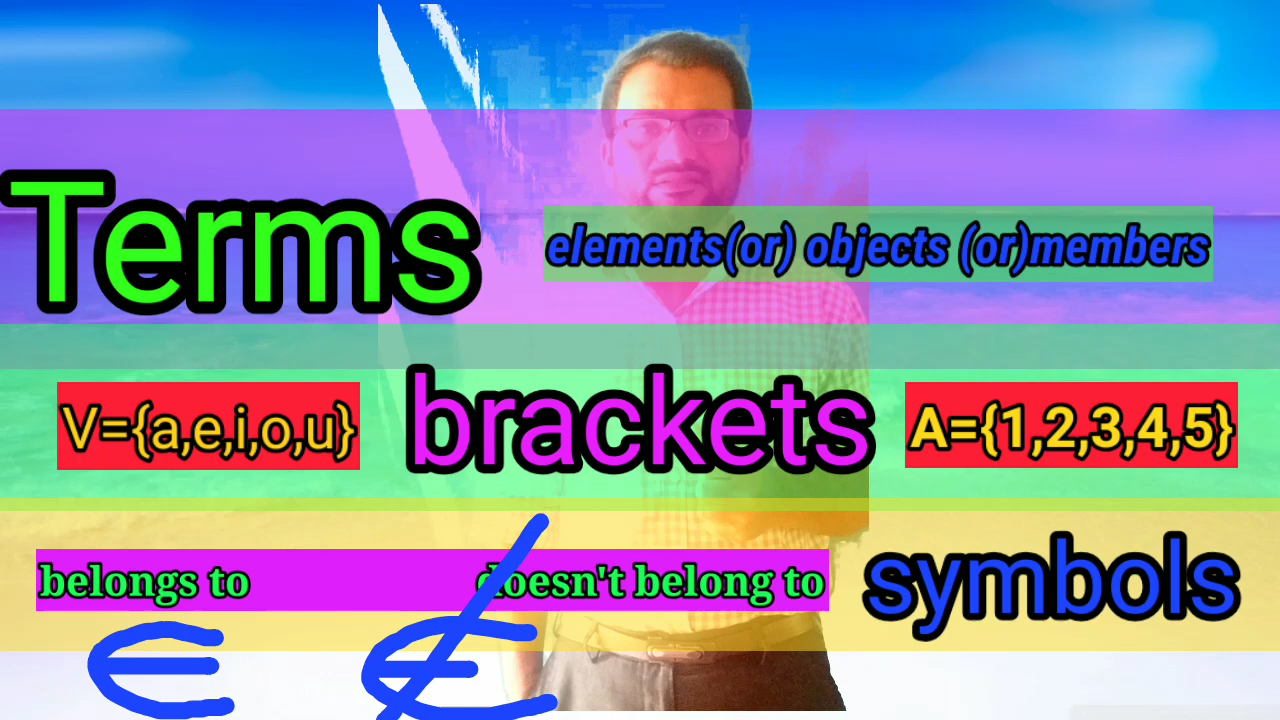 Terms
elements(or) objects (or)members
V={a,e,i,o,u}
brackets
A={1,2,3,4,5}
belongs to
doesn't belong to
symbols
∈
∉